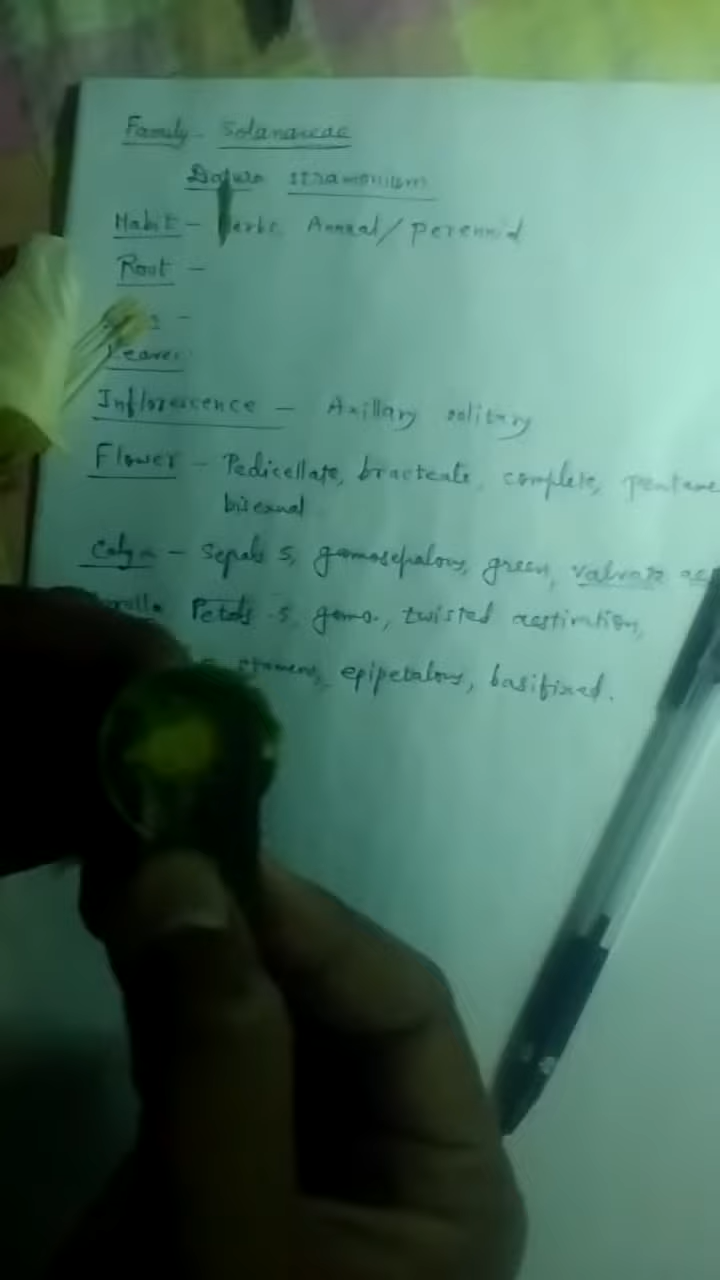 Family - Solanaceae
Datura stramonium
Habit - Herbs, Annual/perennial
Root -
Leaves
Inflorescence - Axillary solitary
Flower - Pedicellate, bracteate, complete,
bisexual
Calyx - Sepals 5, gamosepalous, green, valvate
Petals 5, gamo., twisted aestivation,
stamens, epipetalous, basifixed.